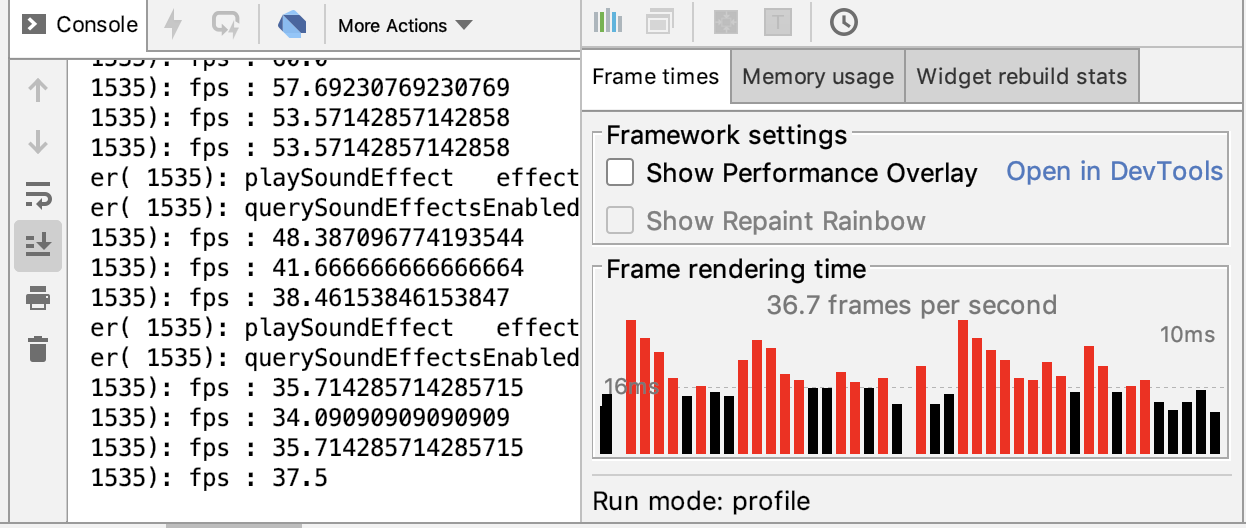 Console
More Actions
1535): fps : 60.0
1535): fps : 57.69230769230769
1535): fps : 53.57142857142858
1535): fps : 53.57142857142858
er( 1535): playSoundEffect   effect
er( 1535): querySoundEffectsEnabled
1535): fps : 48.387096774193544
1535): fps : 41.666666666666664
1535): fps : 38.46153846153847
er( 1535): playSoundEffect   effect
er( 1535): querySoundEffectsEnabled
1535): fps : 35.714285714285715
1535): fps : 34.09090909090909
1535): fps : 35.714285714285715
1535): fps : 37.5
T
Frame times
Memory usage
Widget rebuild stats
Framework settings
Show Performance Overlay
Open in DevTools
Show Repaint Rainbow
Frame rendering time
36.7 frames per second
10ms
16ms
Run mode: profile